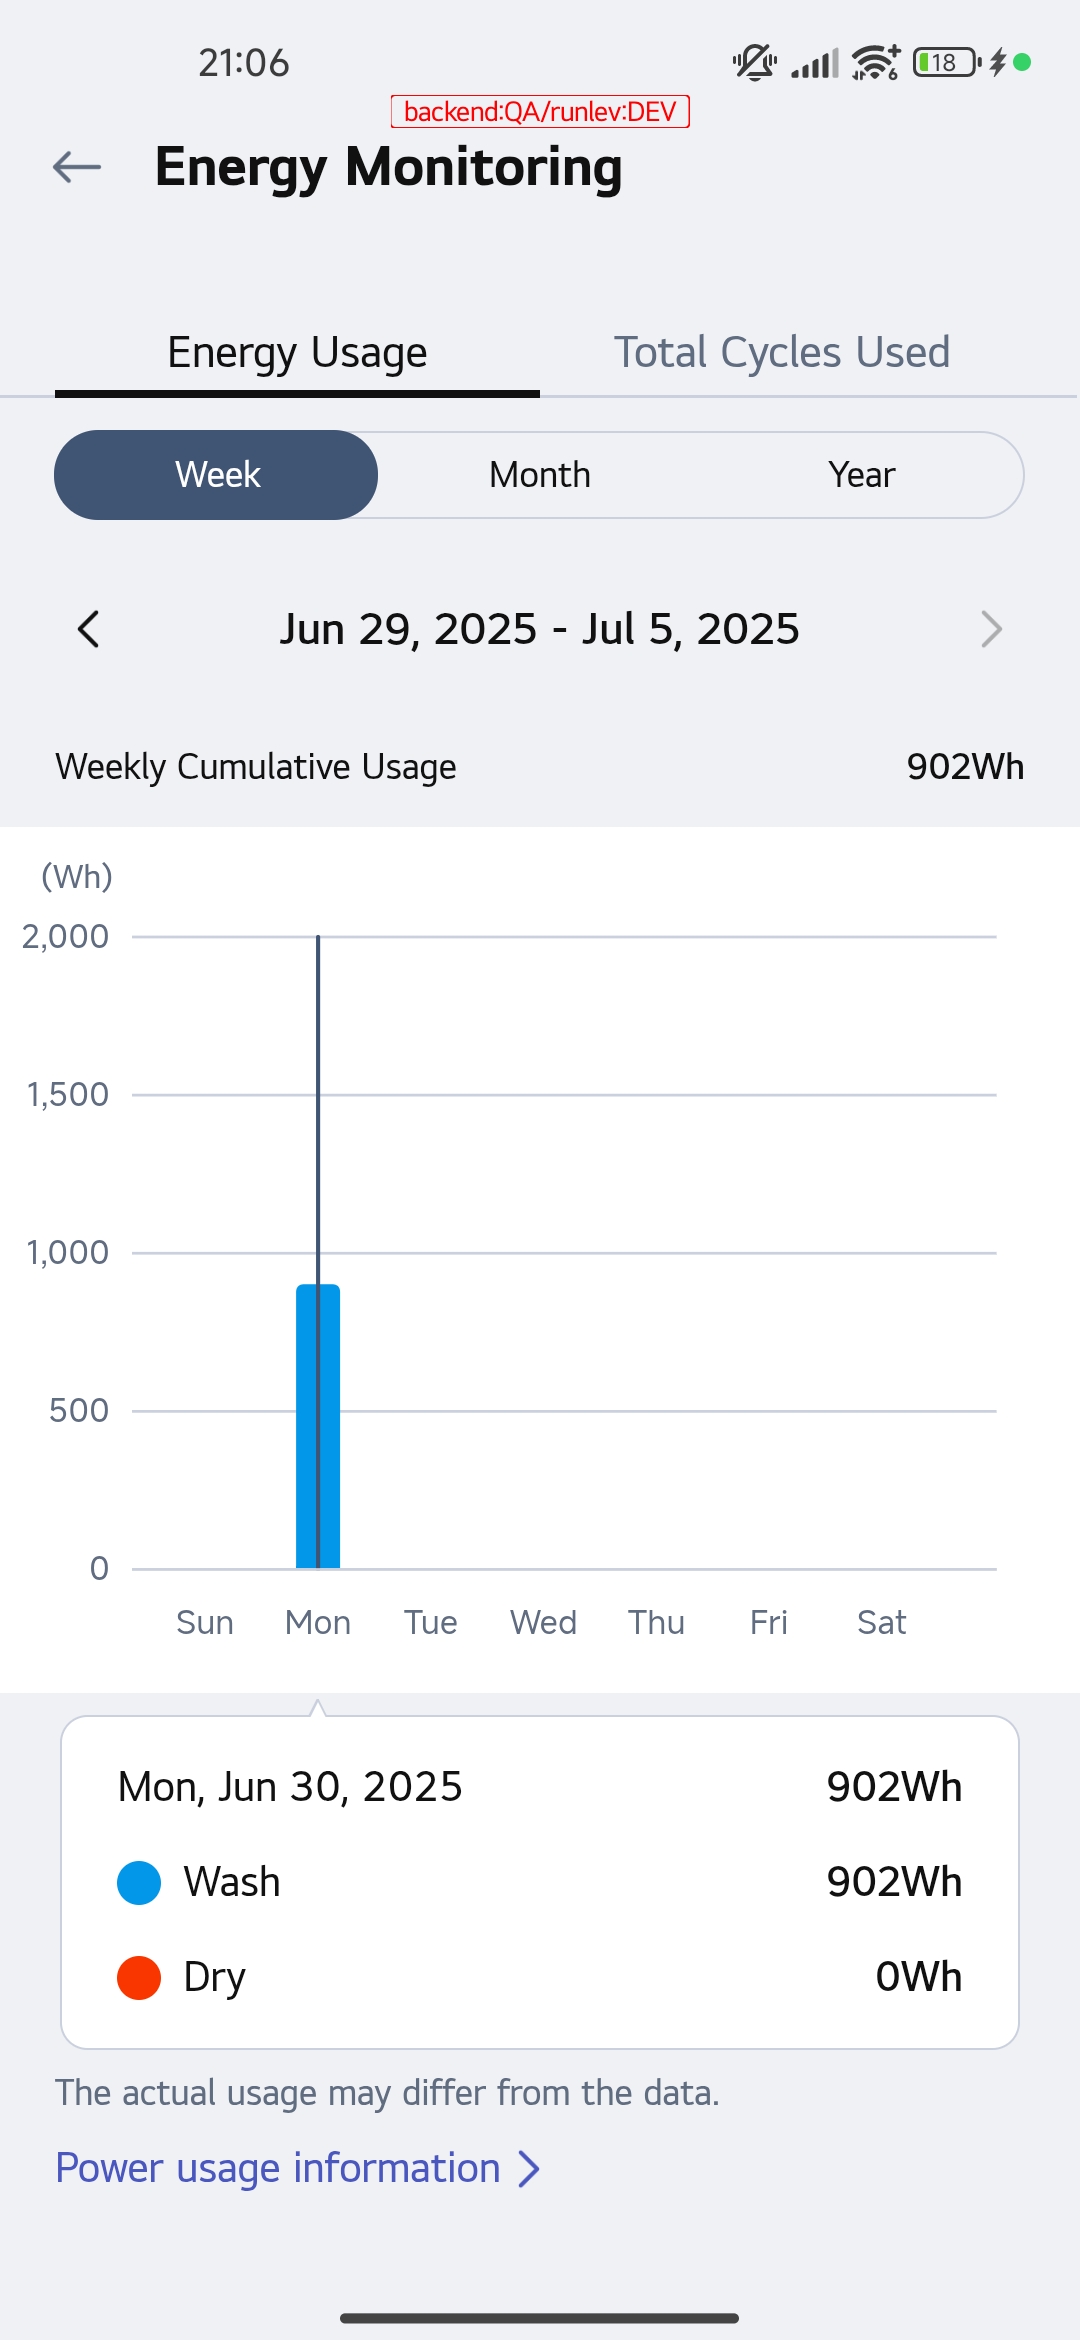 21:06
18
6
backend:QA/runlev:DEV
Energy Monitoring
Energy Usage
Total Cycles Used
Week
Month
Year
Jun 29, 2025 - Jul 5, 2025
Weekly Cumulative Usage
902Wh
(Wh)
2,000
1,500
1,000
500
0
Sun Mon Tue Wed Thu Fri Sat
Mon, Jun 30, 2025
902Wh
Wash
902Wh
Dry
0Wh
The actual usage may differ from the data.
Power usage information